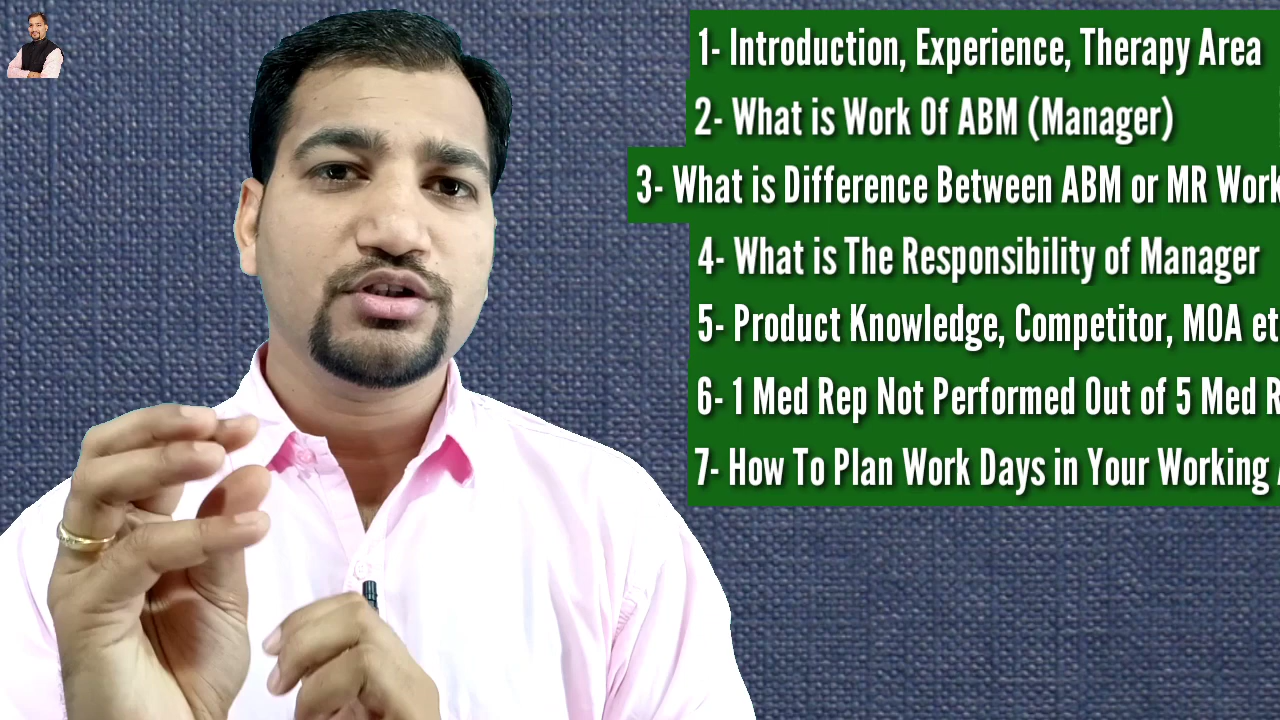 1- Introduction, Experience, Therapy Area
2- What is Work Of ABM (Manager)
3- What is Difference Between ABM or MR Work
4- What is The Responsibility of Manager
5- Product Knowledge, Competitor, MOA et
6- 1 Med Rep Not Performed Out of 5 Med R
7- How To Plan Work Days in Your Working